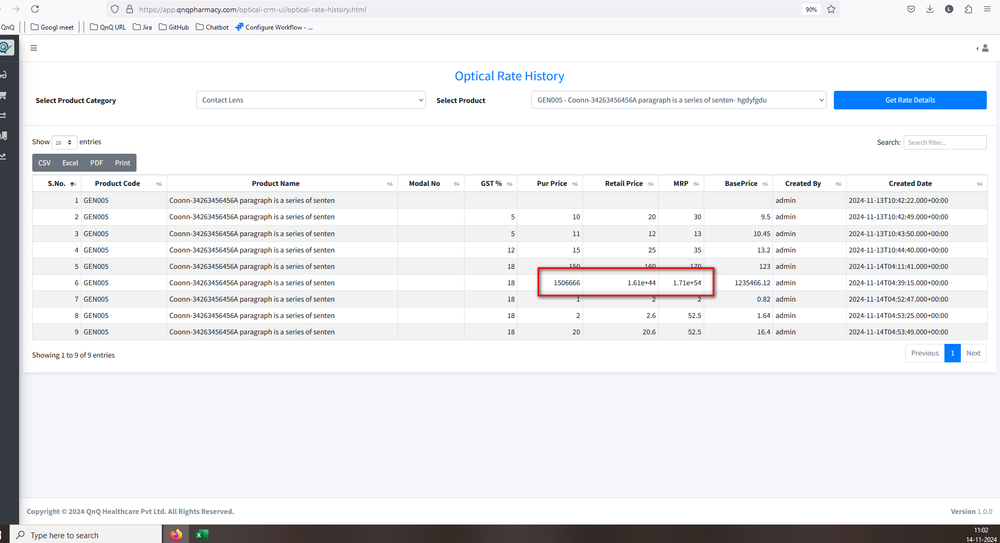 https://app.qnqpharmacy.com/optical-crm-ui/optical-rate-history.html 90% L
QnQ Googl meet QnQ URL Jira GitHub Chatbot Configure Workflow - ...
Optical Rate History
Select Product Category Contact Lens Select Product GEN005 - Coonn-34263456456A paragraph is a series of senten- hgdyfgdu Get Rate Details
Show 10 entries Search: Search filter...
CSV Excel PDF Print
S.No. Product Code Product Name Modal No GST % Pur Price Retail Price MRP BasePrice Created By Created Date
1 GEN005 Coonn-34263456456A paragraph is a series of senten admin 2024-11-13T10:42:22.000+00:00
2 GEN005 Coonn-34263456456A paragraph is a series of senten 5 10 20 30 9.5 admin 2024-11-13T10:42:49.000+00:00
3 GEN005 Coonn-34263456456A paragraph is a series of senten 5 11 12 13 10.45 admin 2024-11-13T10:43:50.000+00:00
4 GEN005 Coonn-34263456456A paragraph is a series of senten 12 15 25 35 13.2 admin 2024-11-13T10:44:40.000+00:00
5 GEN005 Coonn-34263456456A paragraph is a series of senten 18 150 160 170 123 admin 2024-11-14T04:11:41.000+00:00
6 GEN005 Coonn-34263456456A paragraph is a series of senten 18 1506666 1.61e+44 1.71e+54 1235466.12 admin 2024-11-14T04:39:15.000+00:00
7 GEN005 Coonn-34263456456A paragraph is a series of senten 18 1 2 2 0.82 admin 2024-11-14T04:52:47.000+00:00
8 GEN005 Coonn-34263456456A paragraph is a series of senten 18 2 2.6 52.5 1.64 admin 2024-11-14T04:53:25.000+00:00
9 GEN005 Coonn-34263456456A paragraph is a series of senten 18 20 20.6 52.5 16.4 admin 2024-11-14T04:53:49.000+00:00
Showing 1 to 9 of 9 entries Previous 1 Next
Copyright © 2024 QnQ Healthcare Pvt Ltd. All Rights Reserved. Version 1.0.0
Type here to search 11:02
14-11-2024